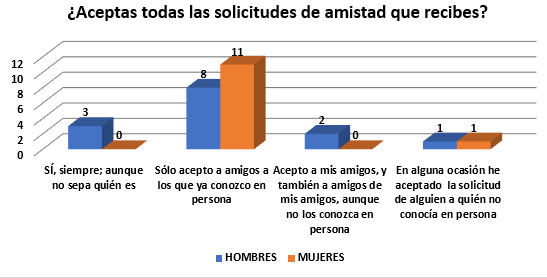 ¿Aceptas todas las solicitudes de amistad que recibes?
12
10
8
6
4
2
0
3
0
8
11
2
0
1
1
SÍ, siempre; aunque
no sepa quién es
Sólo acepto a amigos a
los que ya conozco en
persona
Acepto a mis amigos, y
también a amigos de
mis amigos, aunque
no los conozca en
persona
En alguna ocasión he
aceptado la solicitud
de alguien a quién no
conocía en persona
HOMBRES
MUJERES